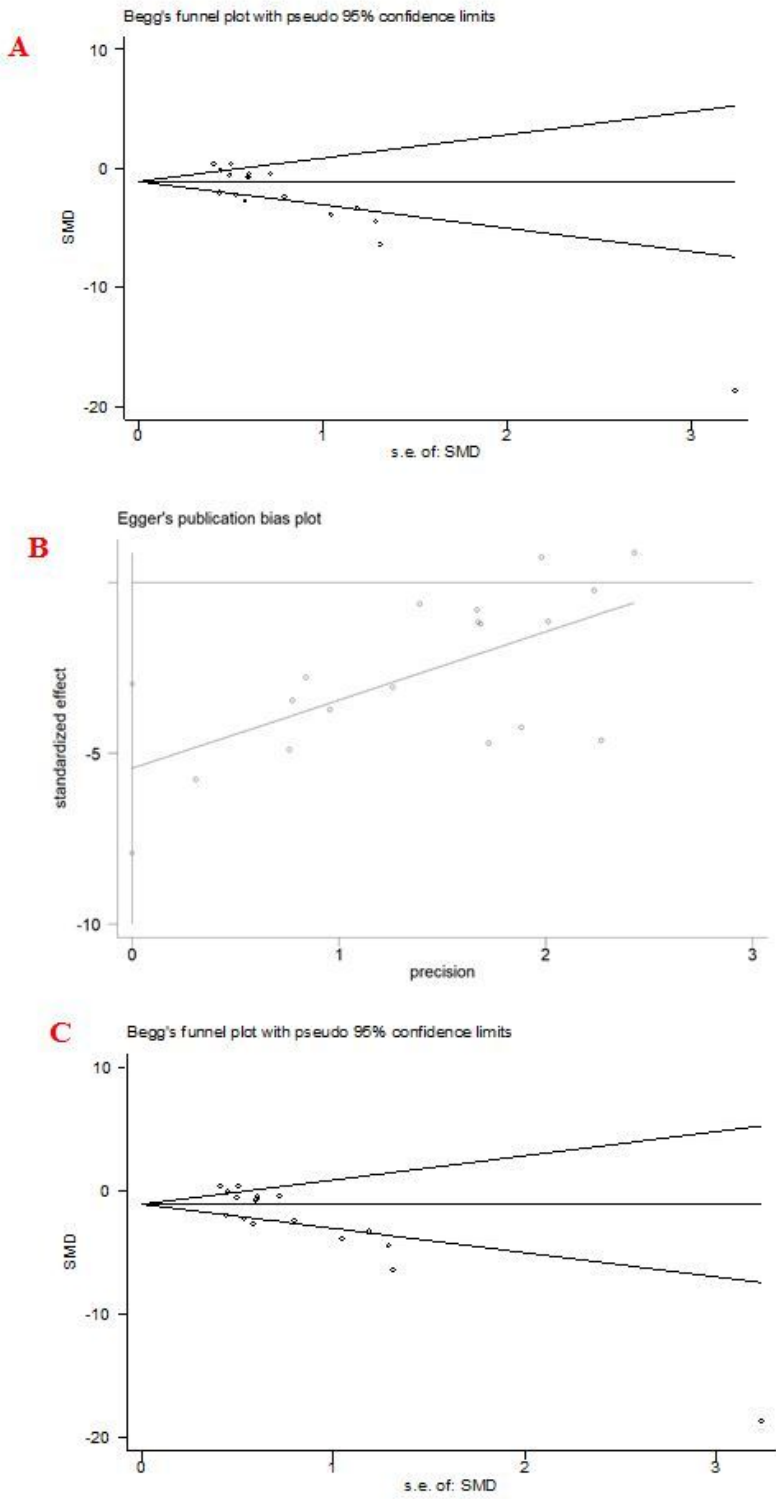 Begg's funnel plot with pseudo 95% confidence limits
A
10
0
SMD
-10
-20
0 1 2 3
s.e. of: SMD
Egger's publication bias plot
B
standardized effect
-5
-10
0 1 2 3
precision
C
Begg's funnel plot with pseudo 95% confidence limits
10
0
SMD
-10
-20
0 1 2 3
s.e. of: SMD